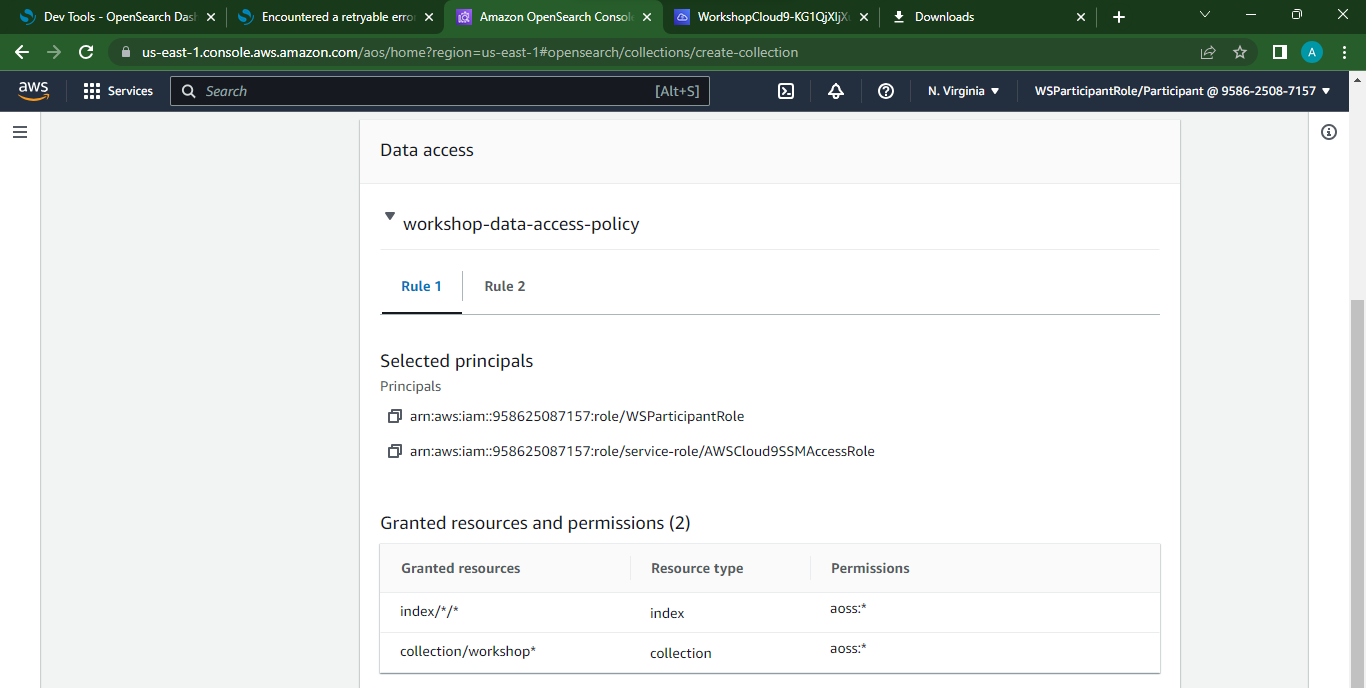 Dev Tools - OpenSearch Das
Encountered a retryable erro
Amazon OpenSearch Consol
WorkshopCloud9-KG1QjXIjX
Downloads
us-east-1.console.aws.amazon.com/aos/home?region=us-east-1#opensearch/collections/create-collection
A
aws
Services
Search
[Alt+S]
N. Virginia
WSParticipantRole/Participant @ 9586-2508-7157
Data access
workshop-data-access-policy
Rule 1
Rule 2
Selected principals
Principals
arn:aws:iam::958625087157:role/WSParticipantRole
arn:aws:iam::958625087157:role/service-role/AWSCloud9SSMAccessRole
Granted resources and permissions (2)
Granted resources
Resource type
Permissions
index/*/*
index
aoss:*
collection/workshop*
collection
aoss:*